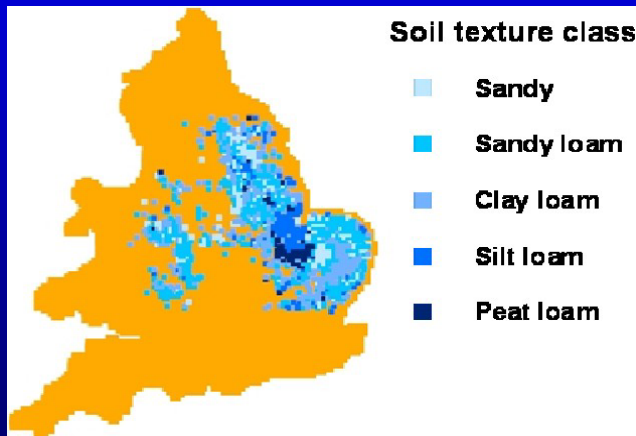 Soil texture class
Sandy
Sandy loam
Clay loam
Silt loam
Peat loam